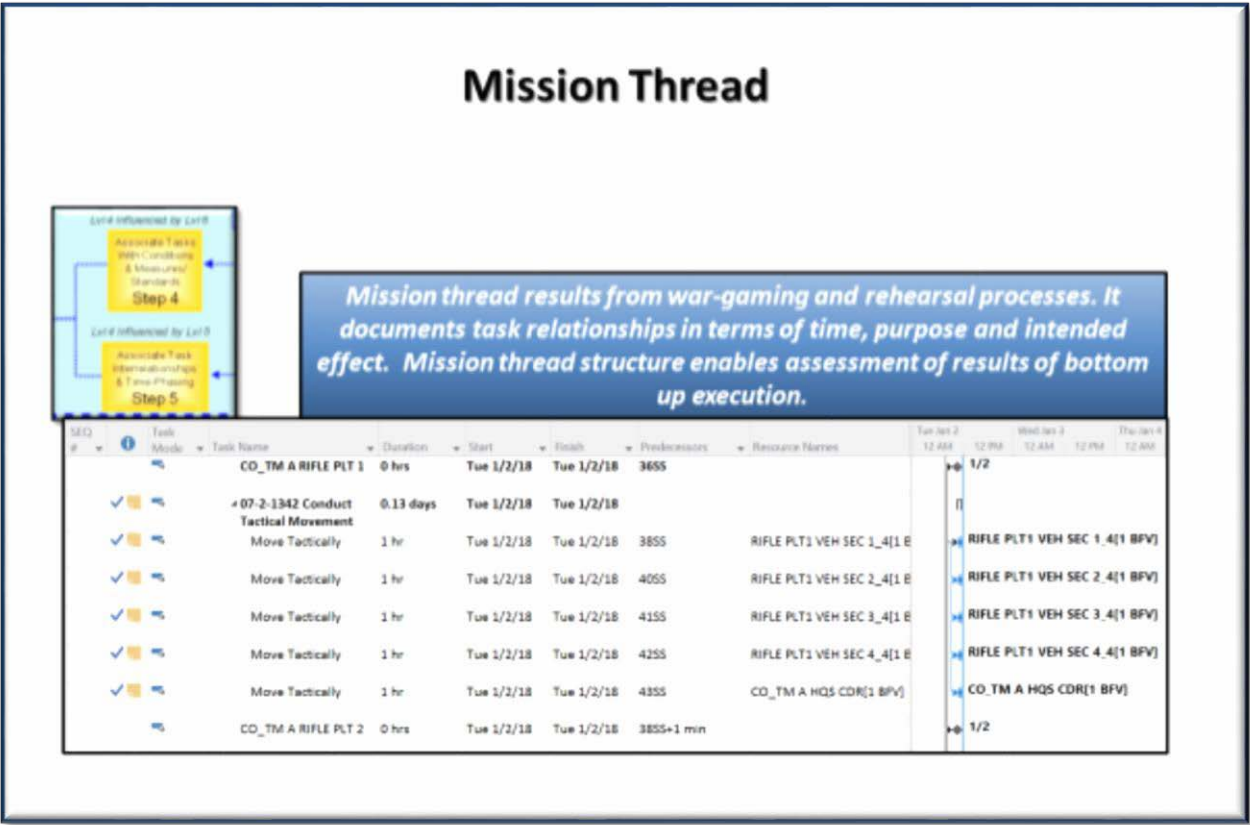 Mission Thread
Lvl 4 Influenced by Lvl 6
Associate Tasks
With Conditions
& Measures/
Standards
Step 4
Lvl 4 Influenced by Lvl 5
Associate Task
Interrelationships
& Time-Phasing
Step 5
Mission thread results from war-gaming and rehearsal processes. It
documents task relationships in terms of time, purpose and intended
effect. Mission thread structure enables assessment of results of bottom
up execution.
SEQ # Task Mode Task Name Duration Start Finish Predecessors Resource Names
Tue Jan 2 Wed Jan 3 Thu Jan 4
12 AM 12 PM 12 AM 12 PM 12 AM
CO_TM A RIFLE PLT 1 0 hrs Tue 1/2/18 Tue 1/2/18 36SS 1/2
07-2-1342 Conduct 0.13 days Tue 1/2/18 Tue 1/2/18
Tactical Movement
Move Tactically 1 hr Tue 1/2/18 Tue 1/2/18 38SS RIFLE PLT1 VEH SEC 1_4[1 B RIFLE PLT1 VEH SEC 1_4[1 BFV]
Move Tactically 1 hr Tue 1/2/18 Tue 1/2/18 40SS RIFLE PLT1 VEH SEC 2_4[1 B RIFLE PLT1 VEH SEC 2_4[1 BFV]
Move Tactically 1 hr Tue 1/2/18 Tue 1/2/18 41SS RIFLE PLT1 VEH SEC 3_4[1 B RIFLE PLT1 VEH SEC 3_4[1 BFV]
Move Tactically 1 hr Tue 1/2/18 Tue 1/2/18 42SS RIFLE PLT1 VEH SEC 4_4[1 B RIFLE PLT1 VEH SEC 4_4[1 BFV]
Move Tactically 1 hr Tue 1/2/18 Tue 1/2/18 43SS CO_TM A HQS CDR[1 BFV] CO_TM A HQS CDR[1 BFV]
CO_TM A RIFLE PLT 2 0 hrs Tue 1/2/18 Tue 1/2/18 38SS+1 min 1/2